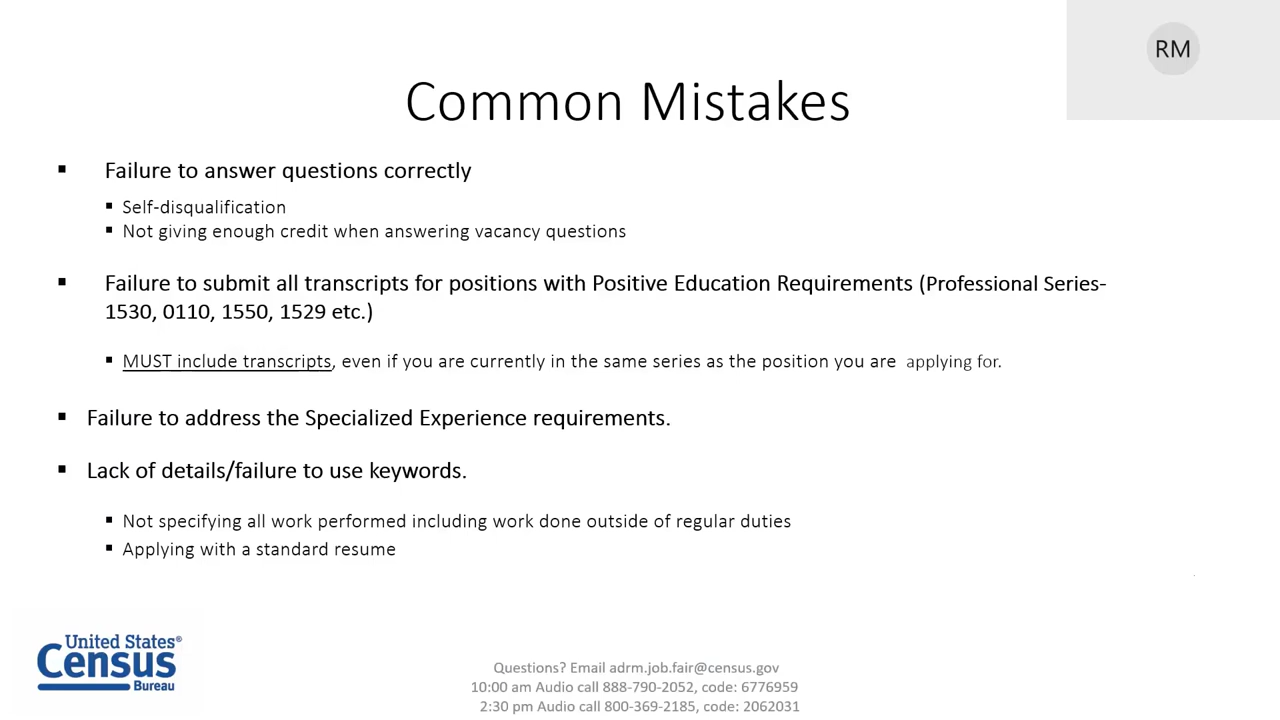 RM
Common Mistakes
▪ Failure to answer questions correctly
▪ Self-disqualification
▪ Not giving enough credit when answering vacancy questions
▪ Failure to submit all transcripts for positions with Positive Education Requirements (Professional Series-
1530, 0110, 1550, 1529 etc.)
▪ MUST include transcripts, even if you are currently in the same series as the position you are applying for.
▪ Failure to address the Specialized Experience requirements.
▪ Lack of details/failure to use keywords.
▪ Not specifying all work performed including work done outside of regular duties
▪ Applying with a standard resume
United States®
Census
Bureau
Questions? Email adrm.job.fair@census.gov
10:00 am Audio call 888-790-2052, code: 6776959
2:30 pm Audio call 800-369-2185, code: 2062031